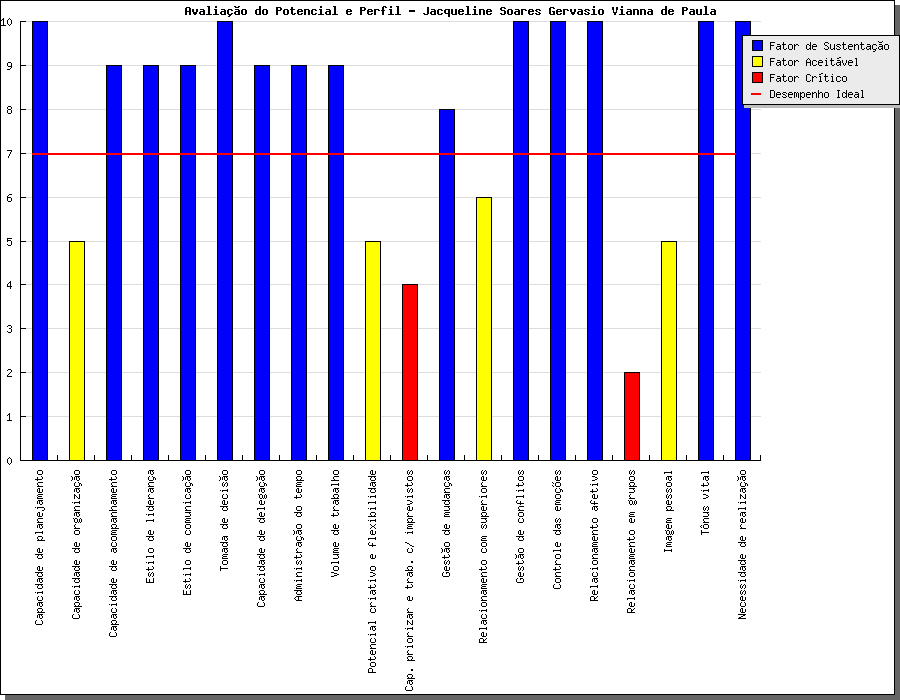 Avaliação do Potencial e Perfil - Jacqueline Soares Gervasio Vianna de Paula
Fator de Sustentação
Fator Aceitável
Fator Crítico
Desempenho Ideal
10
9
8
7
6
5
4
3
2
1
0
Capacidade de planejamento
Capacidade de organização
Capacidade de acompanhamento
Estilo de liderança
Estilo de comunicação
Tomada de decisão
Capacidade de delegação
Administração do tempo
Volume de trabalho
Potencial criativo e flexibilidade
Cap. priorizar e trab. c/ imprevistos
Gestão de mudanças
Relacionamento com superiores
Gestão de conflitos
Controle das emoções
Relacionamento afetivo
Relacionamento em grupos
Imagem pessoal
Tônus vital
Necessidade de realização